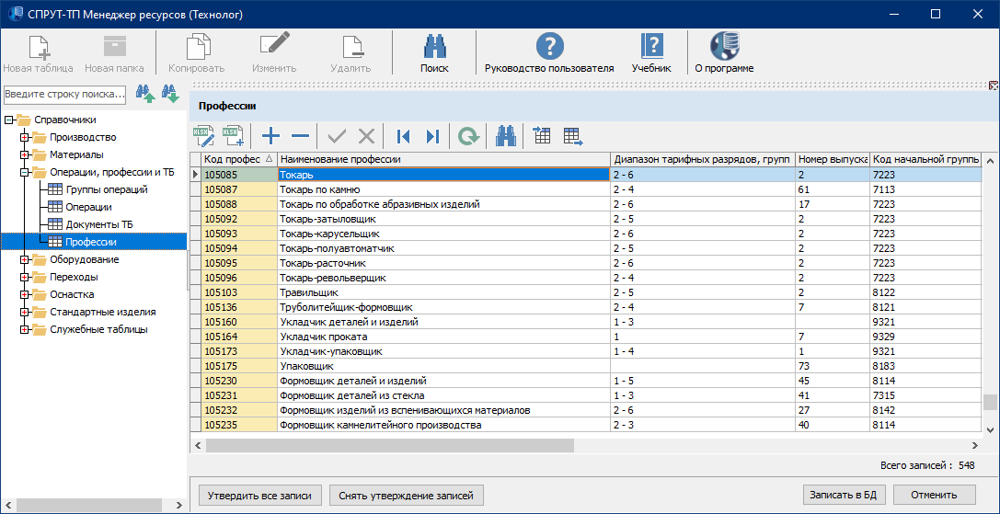 СПРУТ-ТП Менеджер ресурсов (Технолог)
Новая таблица Новая папка Копировать Изменить Удалить Поиск Руководство пользователя Учебник О программе
Введите строку поиска...
Справочники
Производство
Материалы
Операции, профессии и ТБ
Группы операций
Операции
Документы ТБ
Профессии
Оборудование
Переходы
Оснастка
Стандартные изделия
Служебные таблицы
Профессии
XLSX XLSX
Код профес Наименование профессии Диапазон тарифных разрядов, групп Номер выпуска Код начальной группы
105085 Токарь 2 - 6 2 7223
105087 Токарь по камню 2 - 4 61 7113
105088 Токарь по обработке абразивных изделий 2 - 6 17 7223
105092 Токарь-затыловщик 2 - 5 2 7223
105093 Токарь-карусельщик 2 - 6 2 7223
105094 Токарь-полуавтоматчик 2 - 5 2 7223
105095 Токарь-расточник 2 - 6 2 7223
105096 Токарь-револьверщик 2 - 4 2 7223
105103 Травильщик 2 - 5 2 8122
105136 Труболитейщик-формовщик 2 - 4 7 8121
105160 Укладчик деталей и изделий 1 - 3 9321
105164 Укладчик проката 1 7 9329
105173 Укладчик-упаковщик 1 - 4 1 9321
105175 Упаковщик 73 8183
105230 Формовщик деталей и изделий 1 - 5 45 8114
105231 Формовщик деталей из стекла 1 - 3 41 7315
105232 Формовщик изделий из вспенивающихся материалов 2 - 6 27 8142
105235 Формовщик камнелитейного производства 2 - 3 40 8114
Всего записей : 548
Утвердить все записи Снять утверждение записей Записать в БД Отменить